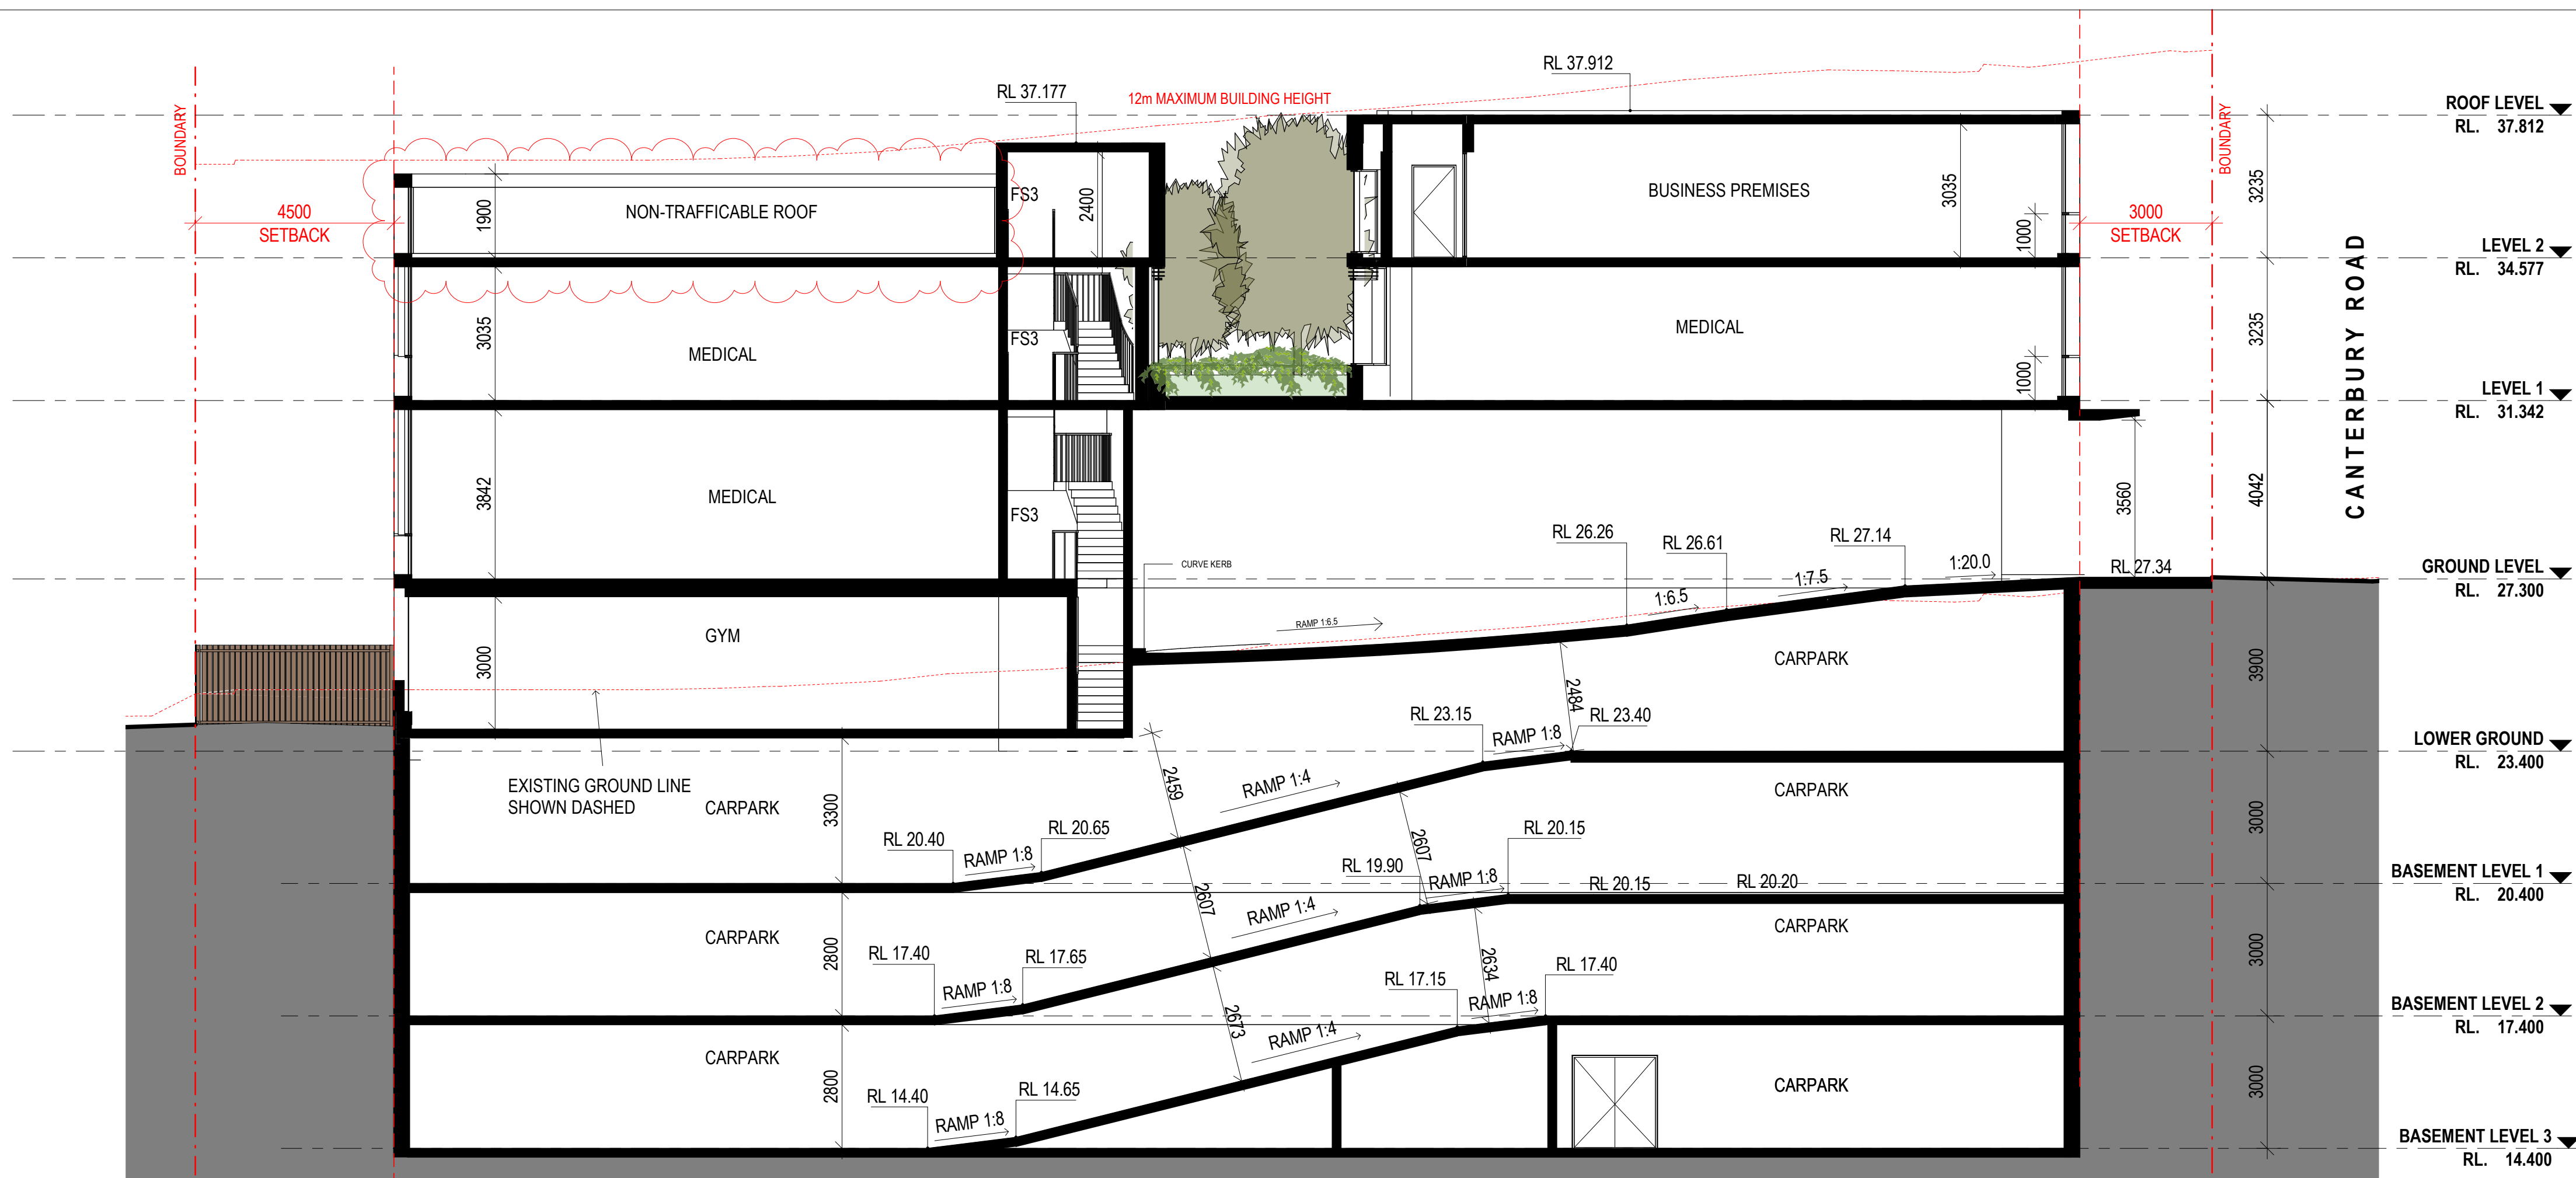 RL 37.912
RL 37.177
12m MAXIMUM BUILDING HEIGHT
BOUNDARY
BOUNDARY
ROOF LEVEL
RL. 37.812
4500
SETBACK
1900
NON-TRAFFICABLE ROOF
FS3
2400
BUSINESS PREMISES
3035
1000
3000
SETBACK
3235
LEVEL 2
RL. 34.577
3035
MEDICAL
FS3
MEDICAL
1000
3235
CANTERBURY ROAD
LEVEL 1
RL. 31.342
3842
MEDICAL
FS3
3560
4042
RL 26.26
RL 26.61
RL 27.14
1:20.0
RL 27.34
CURVE KERB
1:7.5
1:6.5
RAMP 1:6.5
GROUND LEVEL
RL. 27.300
GYM
3000
CARPARK
2484
3900
RL 23.15
RL 23.40
RAMP 1:8
LOWER GROUND
RL. 23.400
EXISTING GROUND LINE
SHOWN DASHED
CARPARK
3300
2459
RAMP 1:4
CARPARK
3000
RL 20.40
RL 20.65
RAMP 1:8
2607
RL 20.15
RL 19.90
RAMP 1:8
RL 20.15
RL 20.20
BASEMENT LEVEL 1
RL. 20.400
CARPARK
2800
2607
RAMP 1:4
CARPARK
3000
RL 17.40
RL 17.65
RAMP 1:8
2634
RL 17.15
RL 17.40
RAMP 1:8
BASEMENT LEVEL 2
RL. 17.400
CARPARK
2800
2673
RAMP 1:4
CARPARK
3000
RL 14.40
RL 14.65
RAMP 1:8
BASEMENT LEVEL 3
RL. 14.400